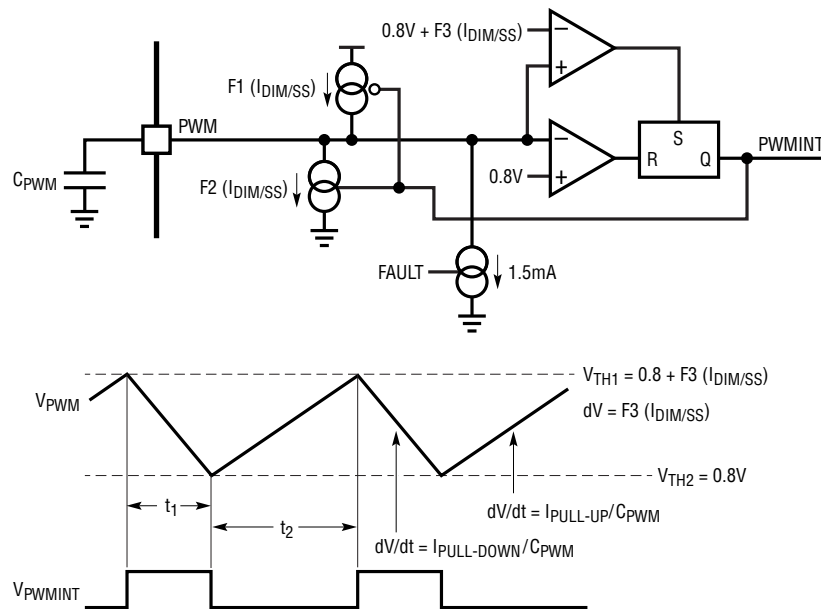 0.8V + F3 (IDIM/SS)
F1 (IDIM/SS)
PWM
CPWM
F2 (IDIM/SS)
0.8V
S
R
Q
PWMINT
FAULT
1.5mA
VTH1 = 0.8 + F3 (IDIM/SS)
VPWM
dV = F3 (IDIM/SS)
VTH2 = 0.8V
t1
t2
dV/dt = IPULL-UP/CPWM
dV/dt = IPULL-DOWN/CPWM
VPWMINT